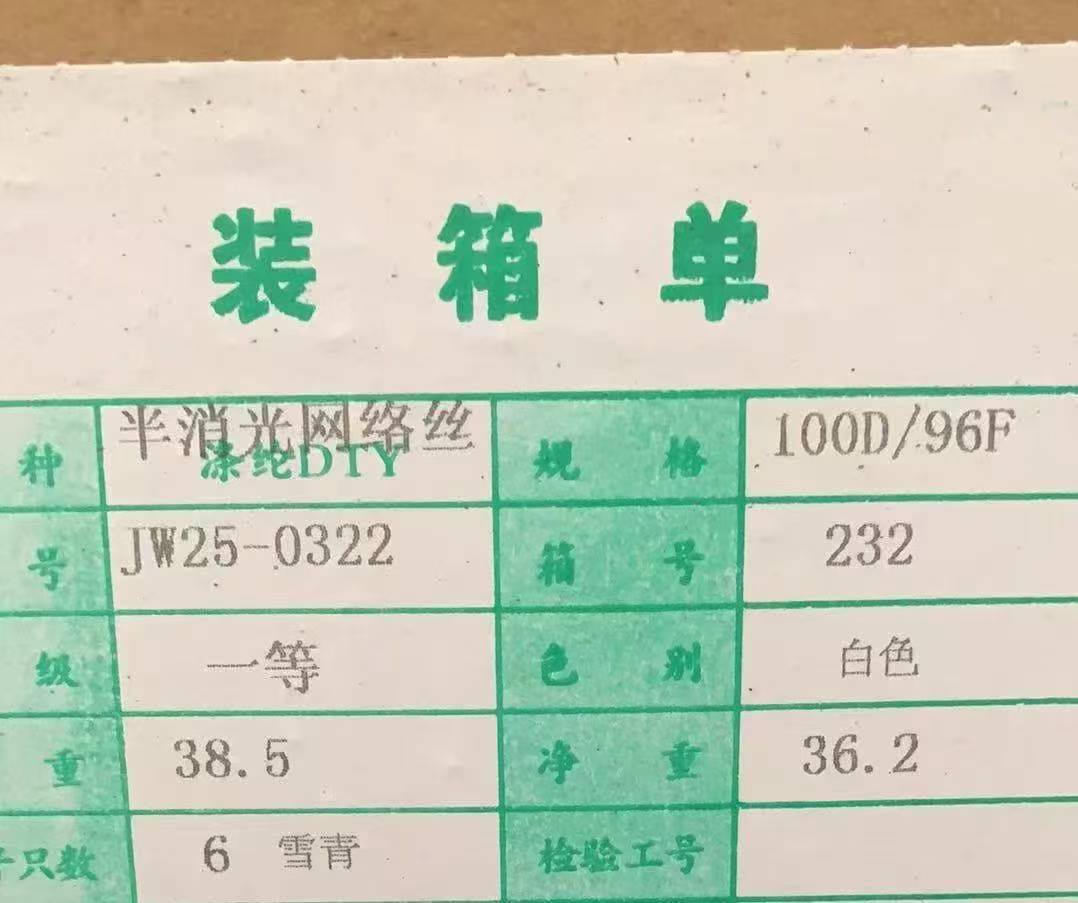 装箱单
种 半消光网络丝 涤纶DTY 规格 100D/96F
号 JW25-0322 箱号 232
级 一等 色别 白色
重 38.5 净重 36.2
只数 6 雪青 检验工号